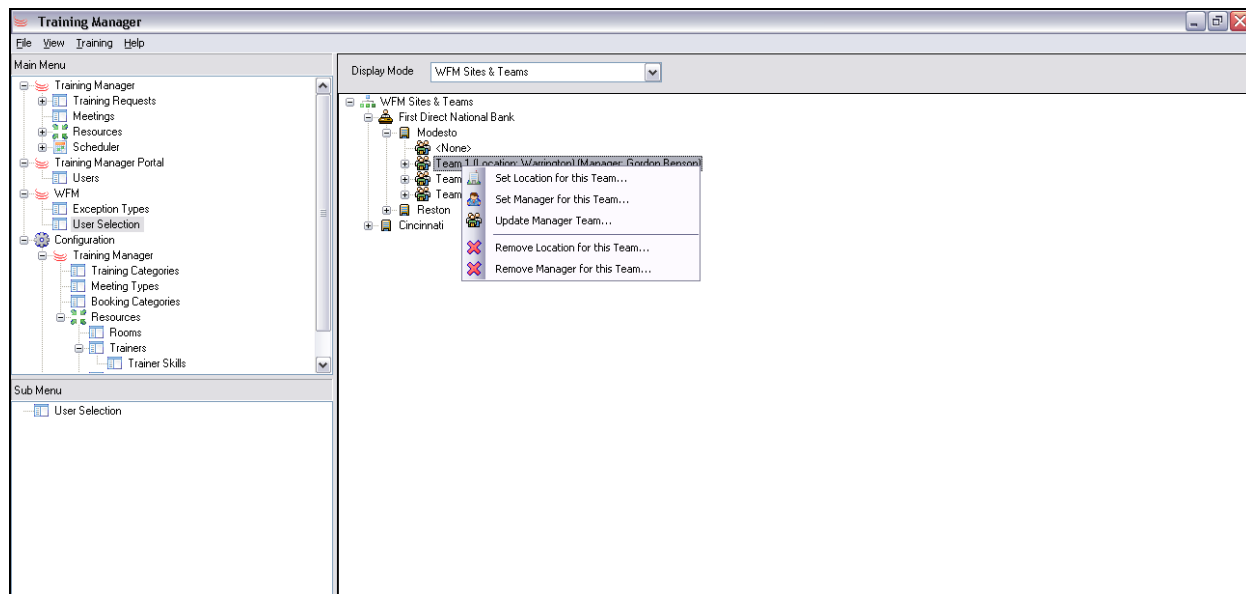 Training Manager
File View Training Help
Main Menu
Training Manager
Training Requests
Meetings
Resources
Scheduler
Training Manager Portal
Users
WFM
Exception Types
User Selection
Configuration
Training Manager
Training Categories
Meeting Types
Booking Categories
Resources
Rooms
Trainers
Trainer Skills
Sub Menu
User Selection
Display Mode WFM Sites & Teams
WFM Sites & Teams
First Direct National Bank
Modesto
<None>
Team 1 (Location: Warrington) (Manager: Gordon Benson)
Team
Team
Reston
Cincinnati
Set Location for this Team...
Set Manager for this Team...
Update Manager Team...
Remove Location for this Team...
Remove Manager for this Team...